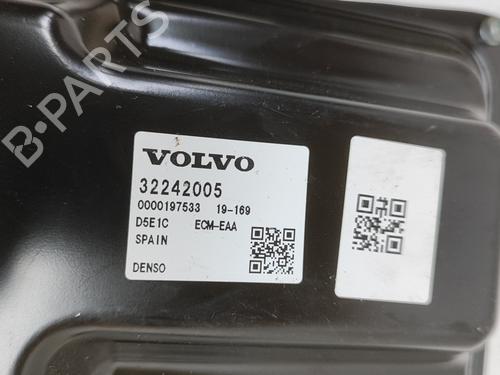 B-PARTS
VOLVO
32242005
0000197533 19-169
D5E1C ECM-EAA
SPAIN
DENSO